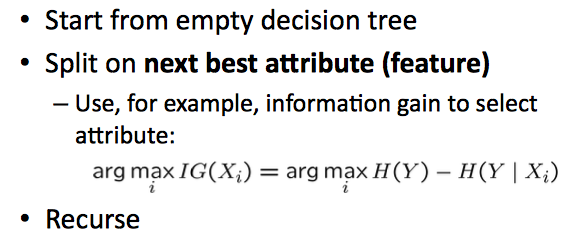 • Start from empty decision tree
• Split on next best attribute (feature)
– Use, for example, information gain to select
attribute:
arg max_i IG(X_i) = arg max_i H(Y) − H(Y | X_i)
• Recurse